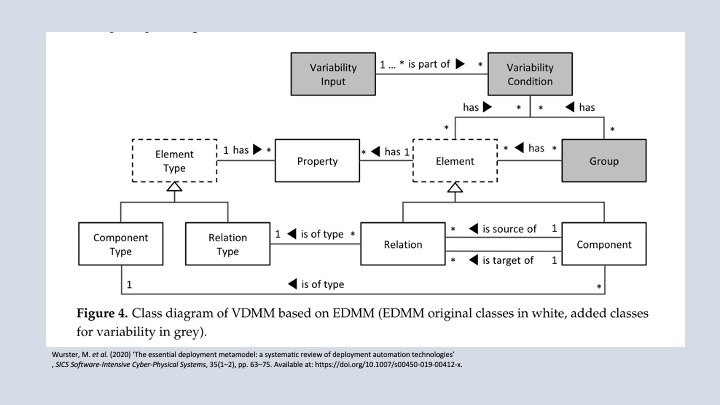 Variability Input
1 ... * is part of ▶ *
Variability Condition
has ▶ * * ◀ has
* *
Element Type
1 has ▶ *
Property
* ◀ has 1
Element
* ◀ has *
Group
Component Type
Relation Type
1 ◀ is of type *
Relation
* ◀ is source of 1
* ◀ is target of 1
Component
1 ◀ is of type *
Figure 4. Class diagram of VDMM based on EDMM (EDMM original classes in white, added classes
for variability in grey).
Wurster, M. et al. (2020) ‘The essential deployment metamodel: a systematic review of deployment automation technologies’
, SICS Software-Intensive Cyber-Physical Systems, 35(1–2), pp. 63–75. Available at: https://doi.org/10.1007/s00450-019-00412-x.